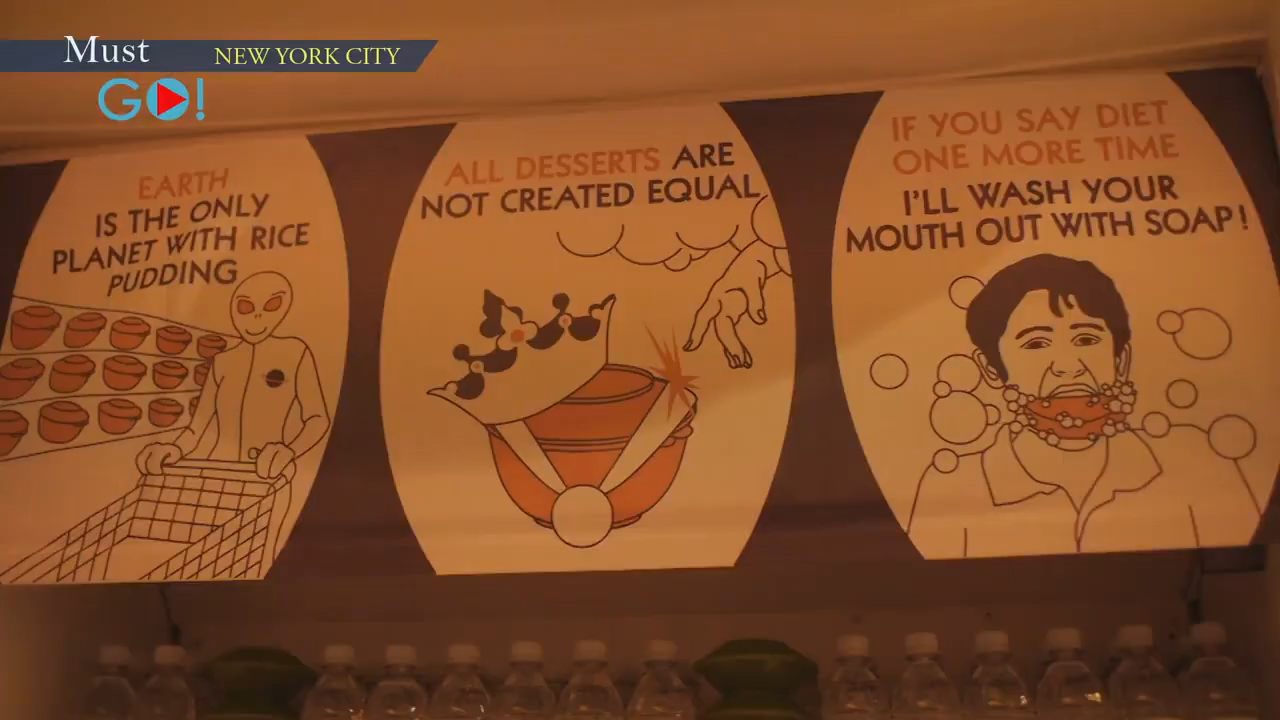 Must
NEW YORK CITY
GO!
EARTH
IS THE ONLY
PLANET WITH RICE
PUDDING
ALL DESSERTS ARE
NOT CREATED EQUAL
IF YOU SAY DIET
ONE MORE TIME
I'LL WASH YOUR
MOUTH OUT WITH SOAP!